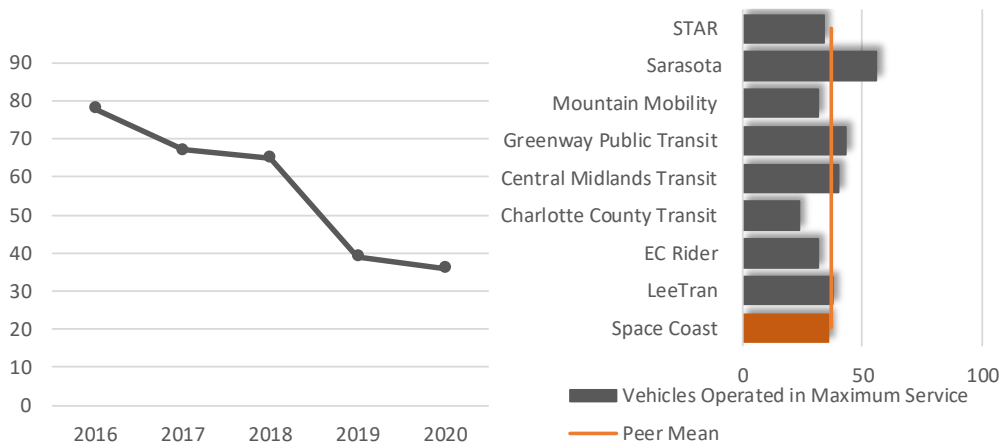 90
80
70
60
50
40
30
20
10
0
2016 2017 2018 2019 2020
STAR
Sarasota
Mountain Mobility
Greenway Public Transit
Central Midlands Transit
Charlotte County Transit
EC Rider
LeeTran
Space Coast
0 50 100
Vehicles Operated in Maximum Service
Peer Mean